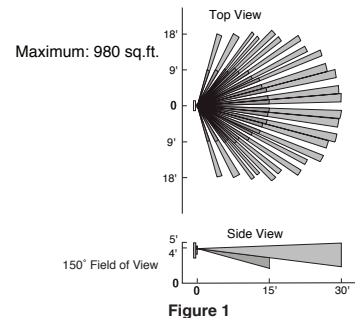 Top View
Maximum: 980 sq.ft.
18'
9'
0
9'
18'
Side View
5'
4'
150° Field of View
0
0
15'
30'
Figure 1